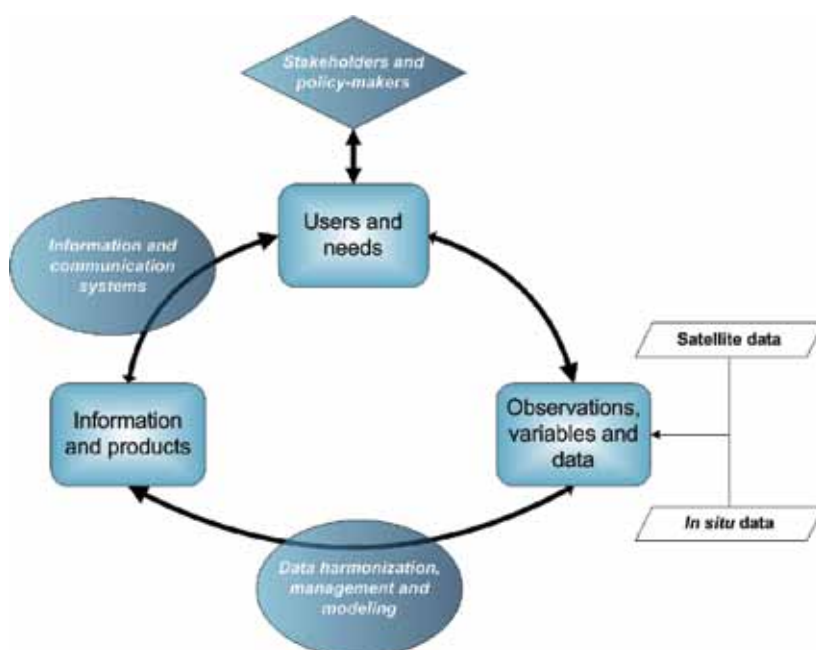 Stakeholders and
policy-makers
Users and
needs
Information and
communication
systems
Satellite data
Information
and products
Observations,
variables and
data
In situ data
Data harmonization,
management and
modeling